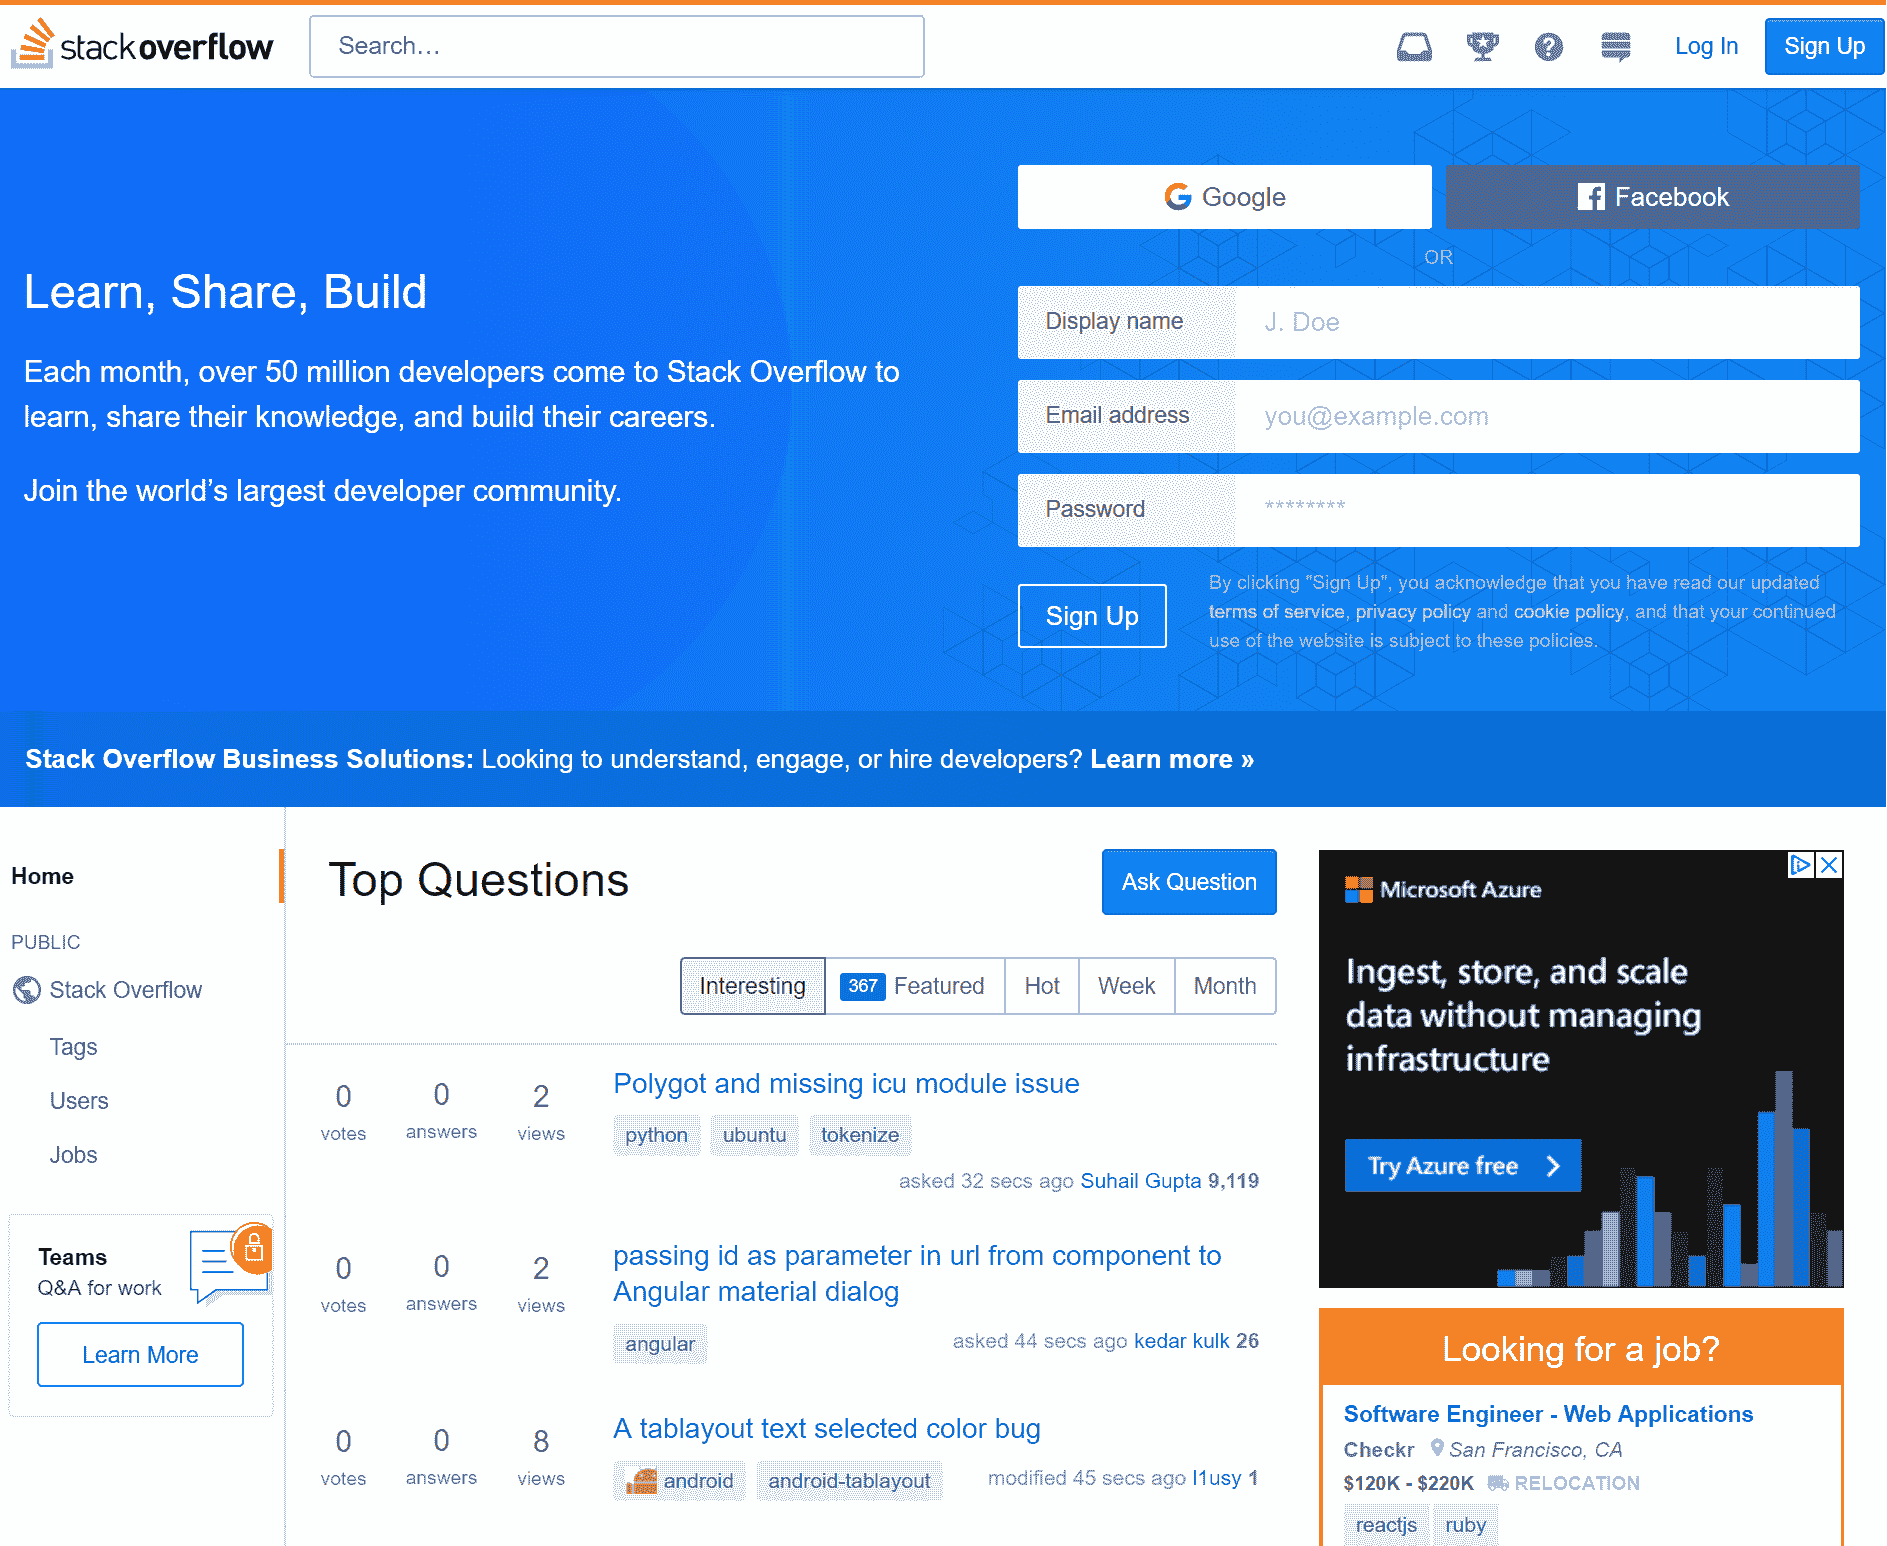 stackoverflow
Search…
Log In
Sign Up
Google
Facebook
OR
Learn, Share, Build
Each month, over 50 million developers come to Stack Overflow to
learn, share their knowledge, and build their careers.
Join the world’s largest developer community.
Display name
J. Doe
Email address
you@example.com
Password
********
Sign Up
By clicking "Sign Up", you acknowledge that you have read our updated
terms of service, privacy policy and cookie policy, and that your continued
use of the website is subject to these policies.
Stack Overflow Business Solutions: Looking to understand, engage, or hire developers? Learn more »
Home
PUBLIC
Stack Overflow
Tags
Users
Jobs
Teams
Q&A for work
Learn More
Top Questions
Ask Question
Interesting
367 Featured
Hot
Week
Month
0 votes
0 answers
2 views
Polygot and missing icu module issue
python ubuntu tokenize
asked 32 secs ago Suhail Gupta 9,119
0 votes
0 answers
2 views
passing id as parameter in url from component to
Angular material dialog
angular
asked 44 secs ago kedar kulk 26
0 votes
0 answers
8 views
A tablayout text selected color bug
android android-tablayout
modified 45 secs ago l1usy 1
Microsoft Azure
Ingest, store, and scale
data without managing
infrastructure
Try Azure free
Looking for a job?
Software Engineer - Web Applications
Checkr San Francisco, CA
$120K - $220K RELOCATION
reactjs ruby